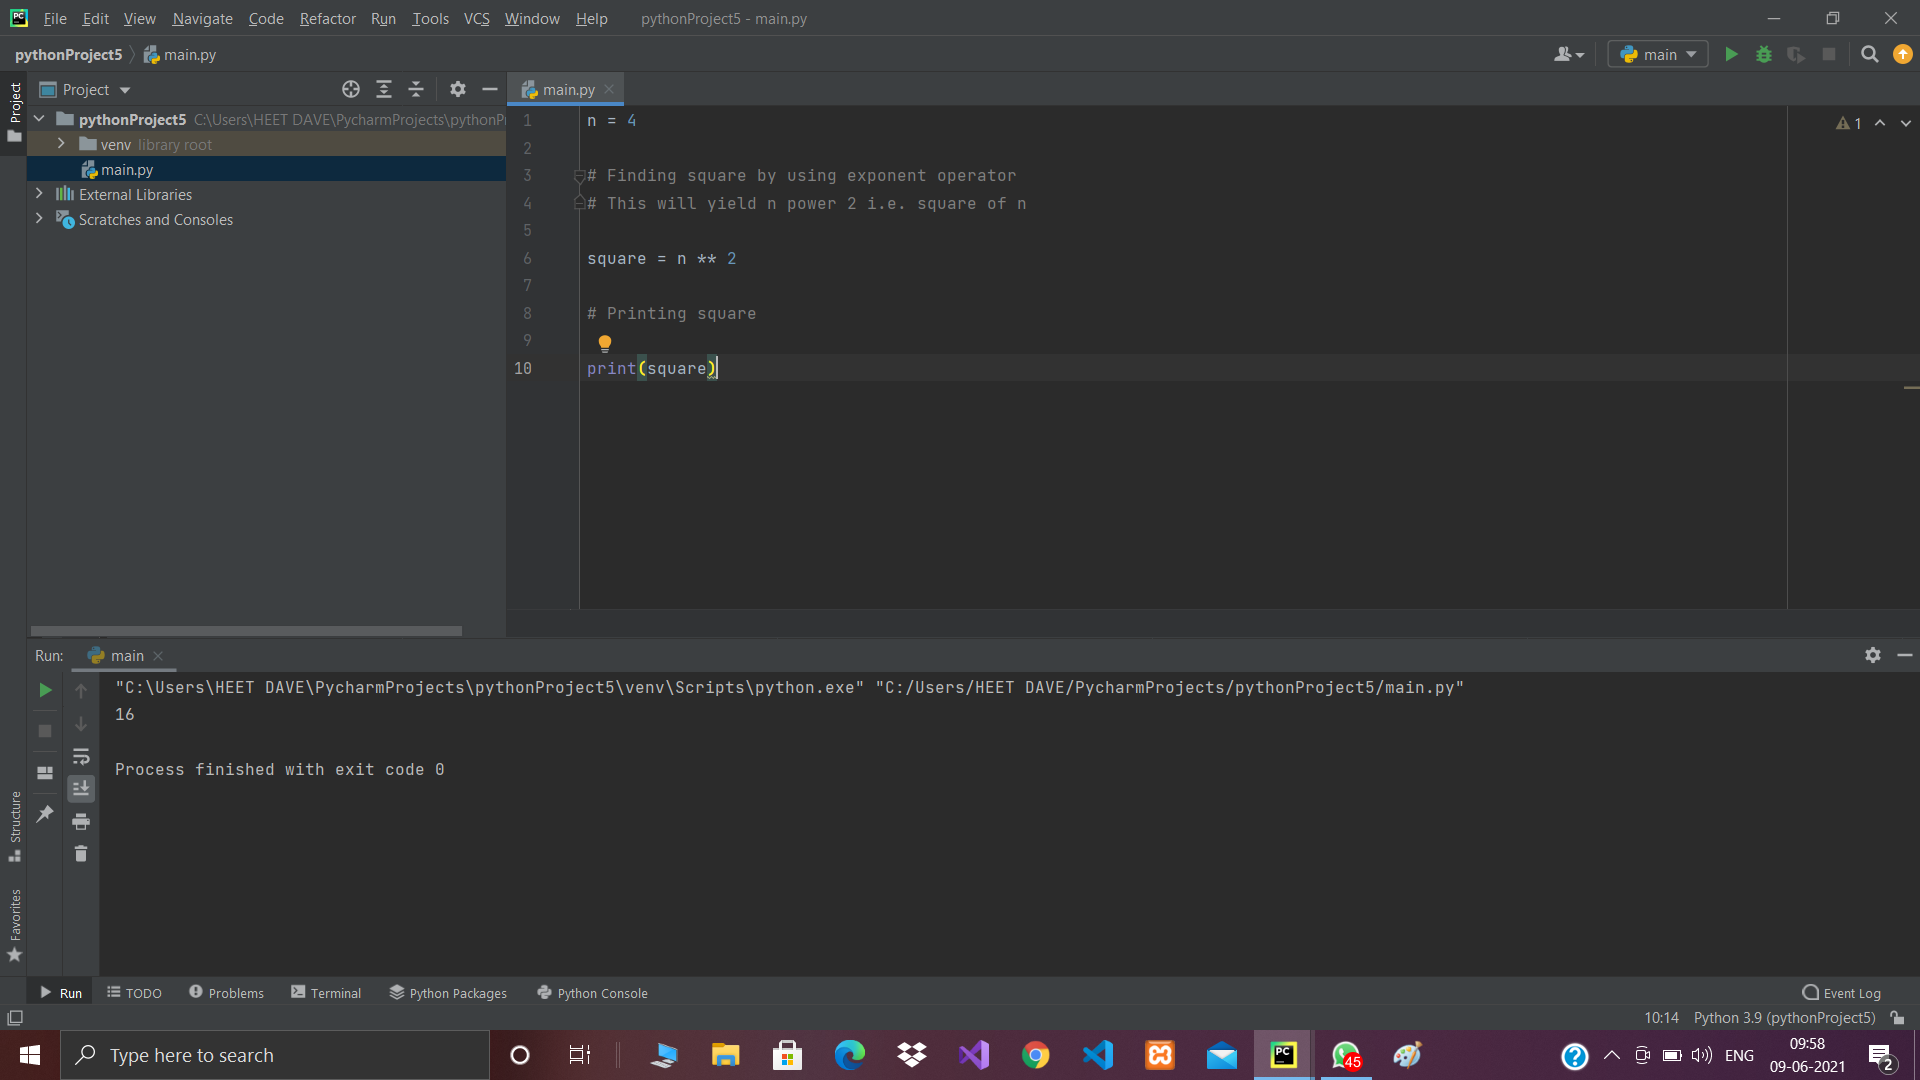 File Edit View Navigate Code Refactor Run Tools VCS Window Help pythonProject5 - main.py
pythonProject5 main.py
main
Project
Project
main.py
pythonProject5 C:\Users\HEET DAVE\PycharmProjects\pythonPr
venv library root
main.py
External Libraries
Scratches and Consoles
1 n = 4
2
3 # Finding square by using exponent operator
4 # This will yield n power 2 i.e. square of n
5
6 square = n ** 2
7
8 # Printing square
9
10 print(square)
1
Run: main
"C:\Users\HEET DAVE\PycharmProjects\pythonProject5\venv\Scripts\python.exe" "C:/Users/HEET DAVE/PycharmProjects/pythonProject5/main.py"
16
Process finished with exit code 0
Structure
Favorites
Run TODO Problems Terminal Python Packages Python Console Event Log
10:14 Python 3.9 (pythonProject5)
Type here to search
PC
45
ENG
09:58
09-06-2021
2